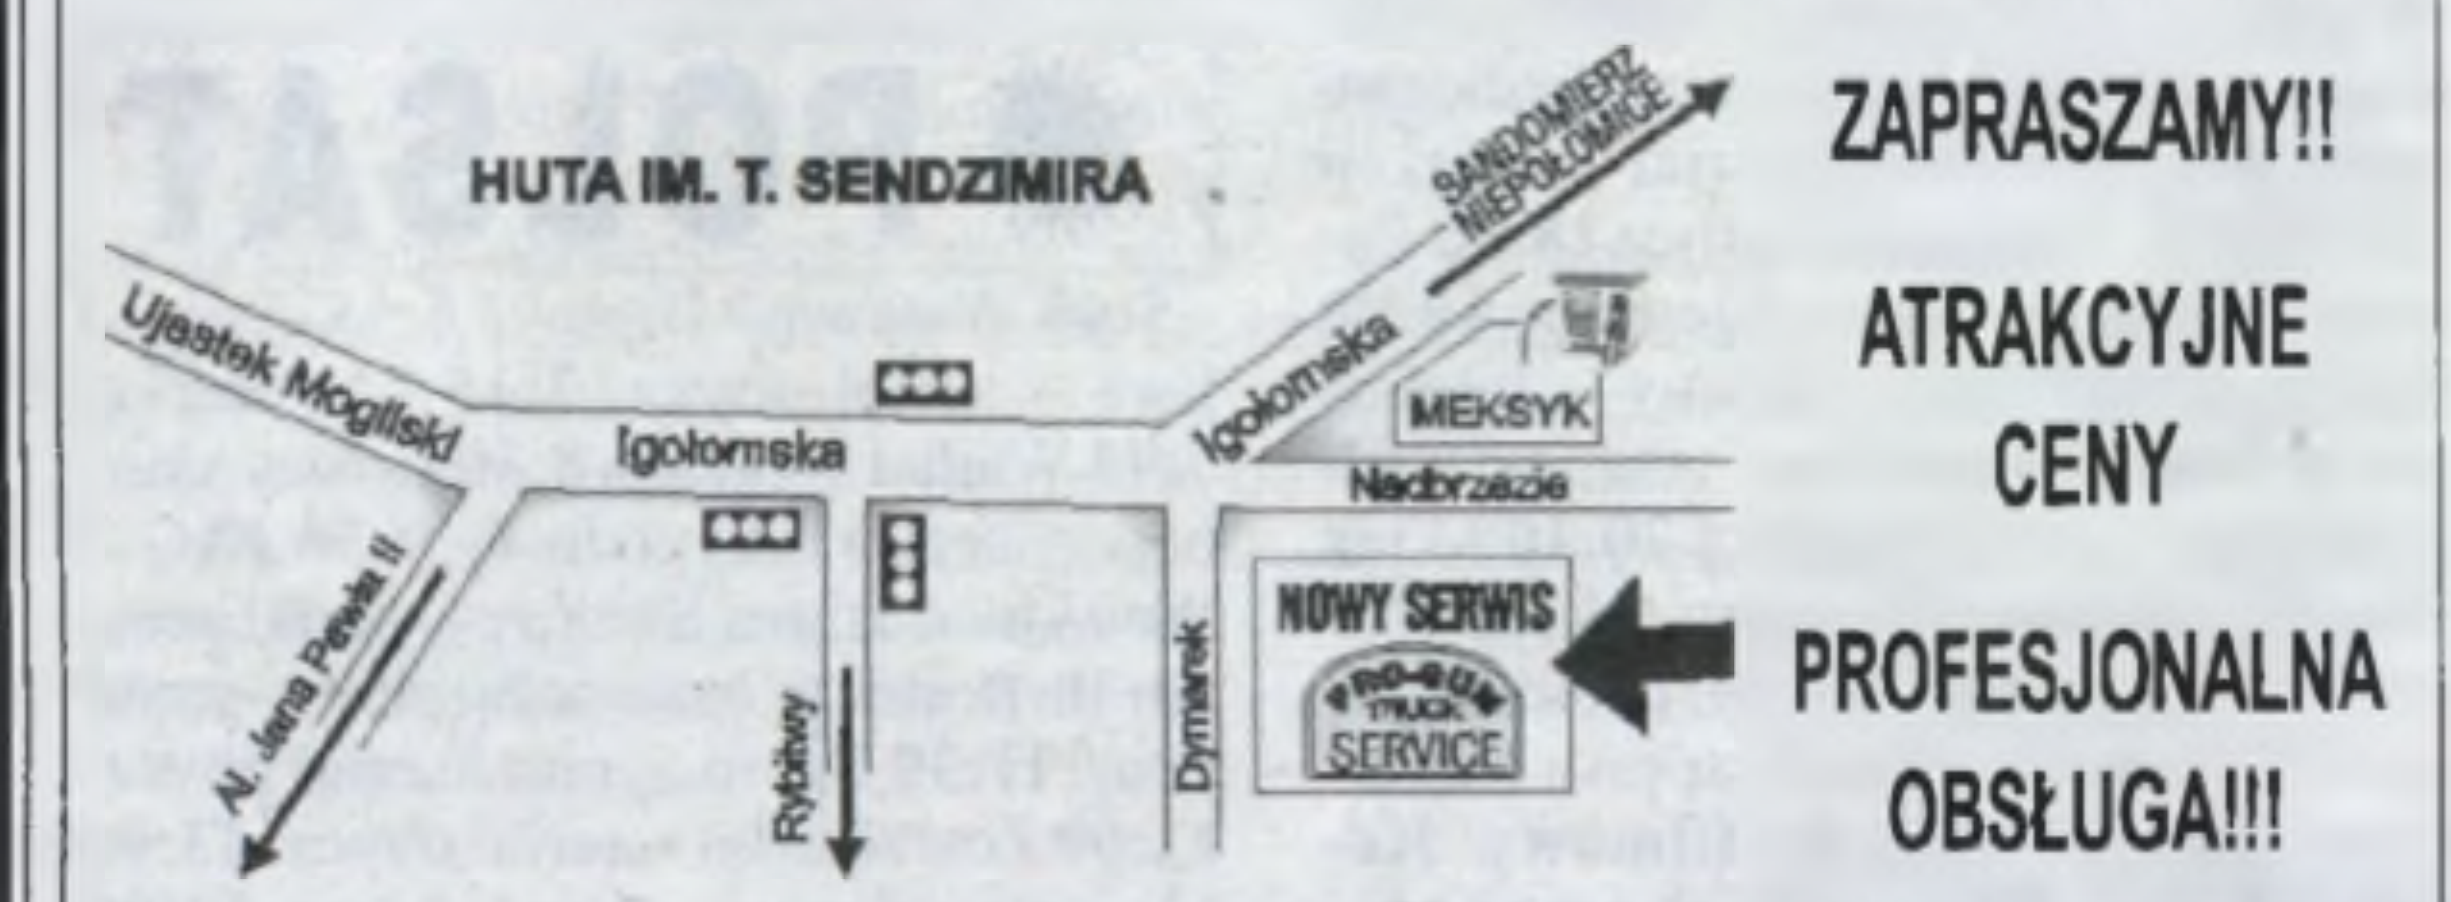 HUTA IM. T. SENDZIMIRA
SANDOMIERZ
NIEPOŁOMICE
Ujastek Mogilski
Igołomska
Igołomska
MEKSYK
Nadbrzezie
Al. Jana Pawła II
Rybitwy
Dymarek
NOWY SERWIS
PRO-GUM
TRUCK
SERVICE
ZAPRASZAMY!!
ATRAKCYJNE
CENY
PROFESJONALNA
OBSŁUGA!!!